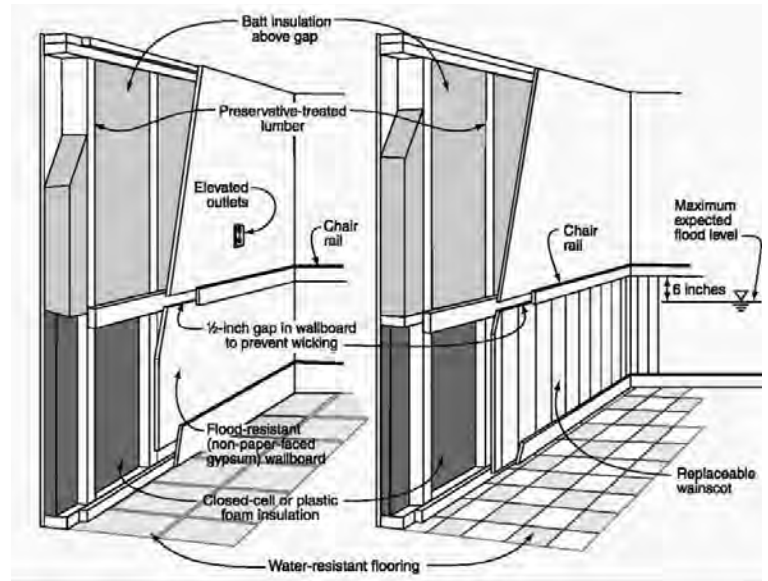 Batt insulation
above gap
Preservative-treated
lumber
Elevated
outlets
Chair
rail
Maximum
expected
flood level
Chair
rail
6 inches
½-inch gap in wallboard
to prevent wicking
Flood-resistant
(non-paper-faced
gypsum) wallboard
Replaceable
wainscot
Closed-cell or plastic
foam insulation
Water-resistant flooring